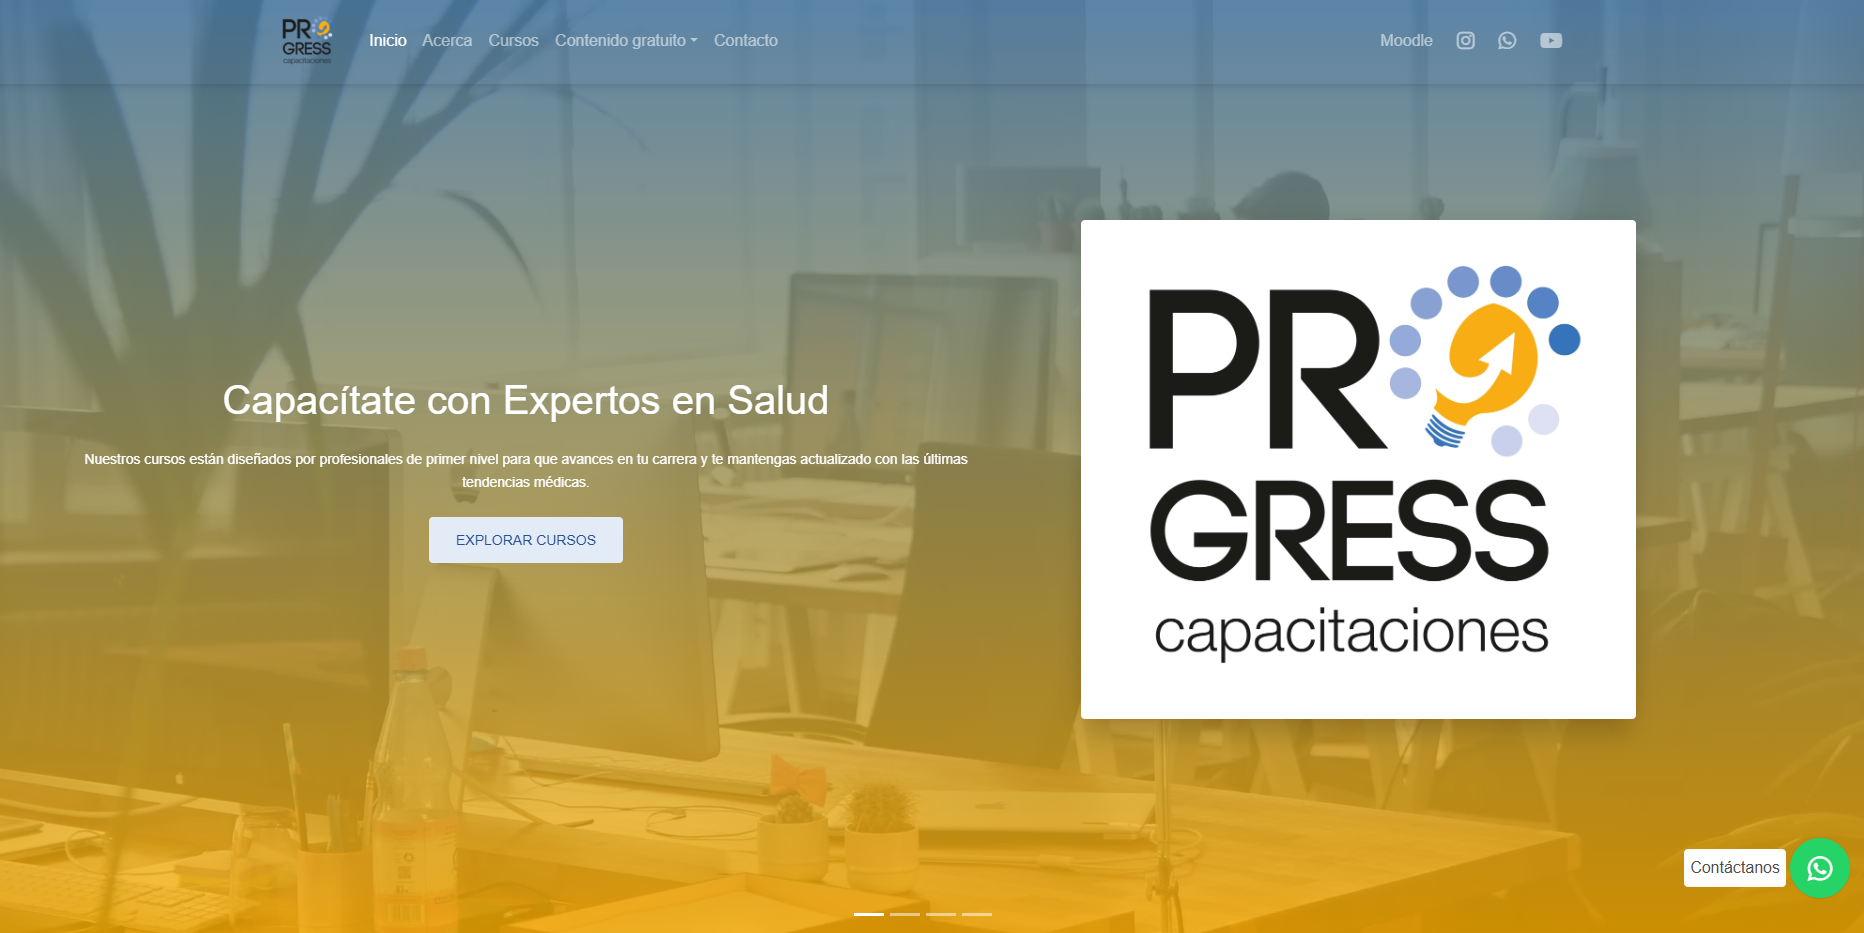 PR GRESS capacitaciones
Inicio Acerca Cursos Contenido gratuito Contacto
Moodle
Capacítate con Expertos en Salud
Nuestros cursos están diseñados por profesionales de primer nivel para que avances en tu carrera y te mantengas actualizado con las últimas
tendencias médicas.
EXPLORAR CURSOS
PRO
GRESS
capacitaciones
Contáctanos